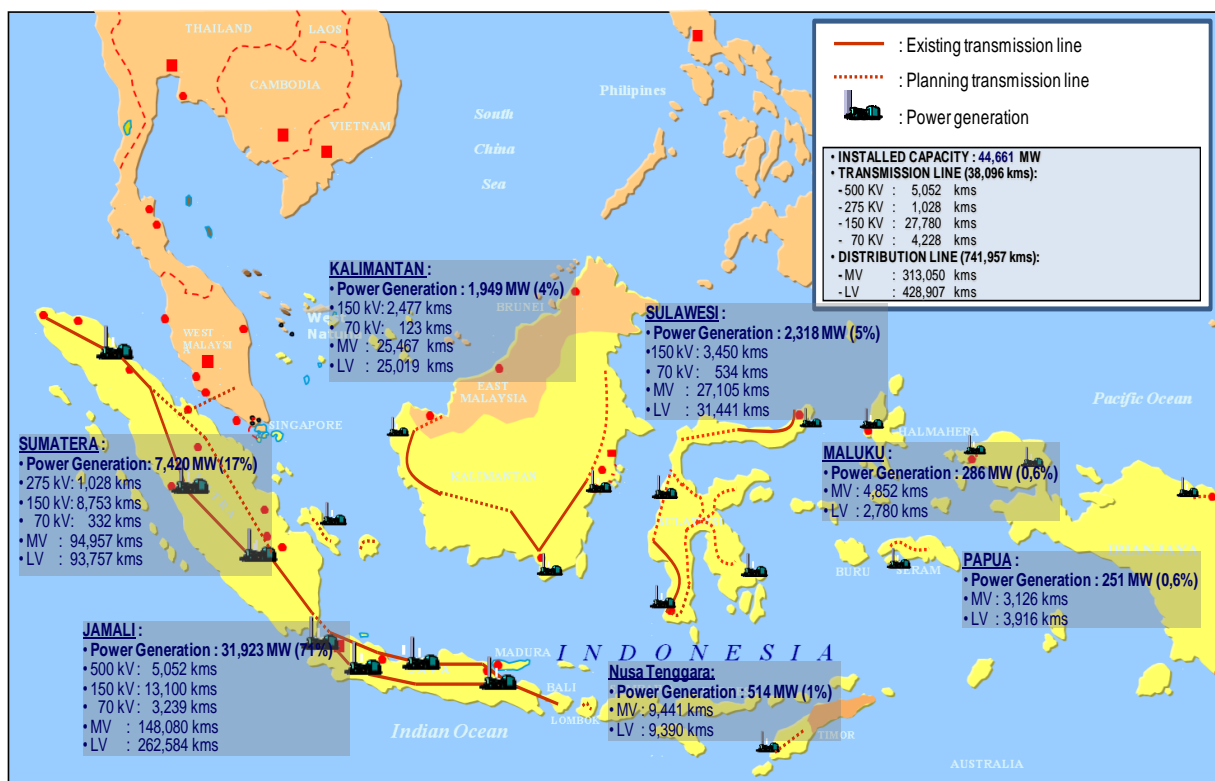 THAILAND
LAOS
CAMBODIA
VIETNAM
South
China
Sea
Philipines
: Existing transmission line
: Planning transmission line
: Power generation
• INSTALLED CAPACITY : 44,661 MW
• TRANSMISSION LINE (38,096 kms):
- 500 KV : 5,052 kms
- 275 KV : 1,028 kms
- 150 KV : 27,780 kms
- 70 KV : 4,228 kms
• DISTRIBUTION LINE (741,957 kms):
- MV : 313,050 kms
- LV : 428,907 kms
KALIMANTAN :
• Power Generation : 1,949 MW (4%)
• 150 kV: 2,477 kms
• 70 kV: 123 kms
• MV : 25,467 kms
• LV : 25,019 kms
BRUNEI
West
Natuna
WEST
MALAYSI
A
EAST
MALAYSIA
SINGAPORE
KALIMANTAN
SULAWESI :
• Power Generation : 2,318 MW (5%)
•150 kV: 3,450 kms
• 70 kV: 534 kms
• MV : 27,105 kms
• LV : 31,441 kms
Pacific Ocean
HALMAHERA
SUMATERA :
• Power Generation: 7,420 MW (17%)
• 275 kV: 1,028 kms
• 150 kV: 8,753 kms
• 70 kV: 332 kms
• MV : 94,957 kms
• LV : 93,757 kms
MALUKU :
• Power Generation : 286 MW (0,6%)
• MV : 4,852 kms
• LV : 2,780 kms
SULAWESI
BURU
SERAM
IRIAN JAYA
PAPUA :
• Power Generation : 251 MW (0,6%)
• MV : 3,126 kms
• LV : 3,916 kms
JAMALI :
• Power Generation : 31,923 MW (71%)
• 500 kV: 5,052 kms
• 150 kV: 13,100 kms
• 70 kV: 3,239 kms
• MV : 148,080 kms
• LV : 262,584 kms
MADURA
INDONESIA
BALI
LOMBOK
Nusa Tenggara:
• Power Generation : 514 MW (1%)
• MV : 9,441 kms
• LV : 9,390 kms
Indian Ocean
TIMOR
AUSTRALIA